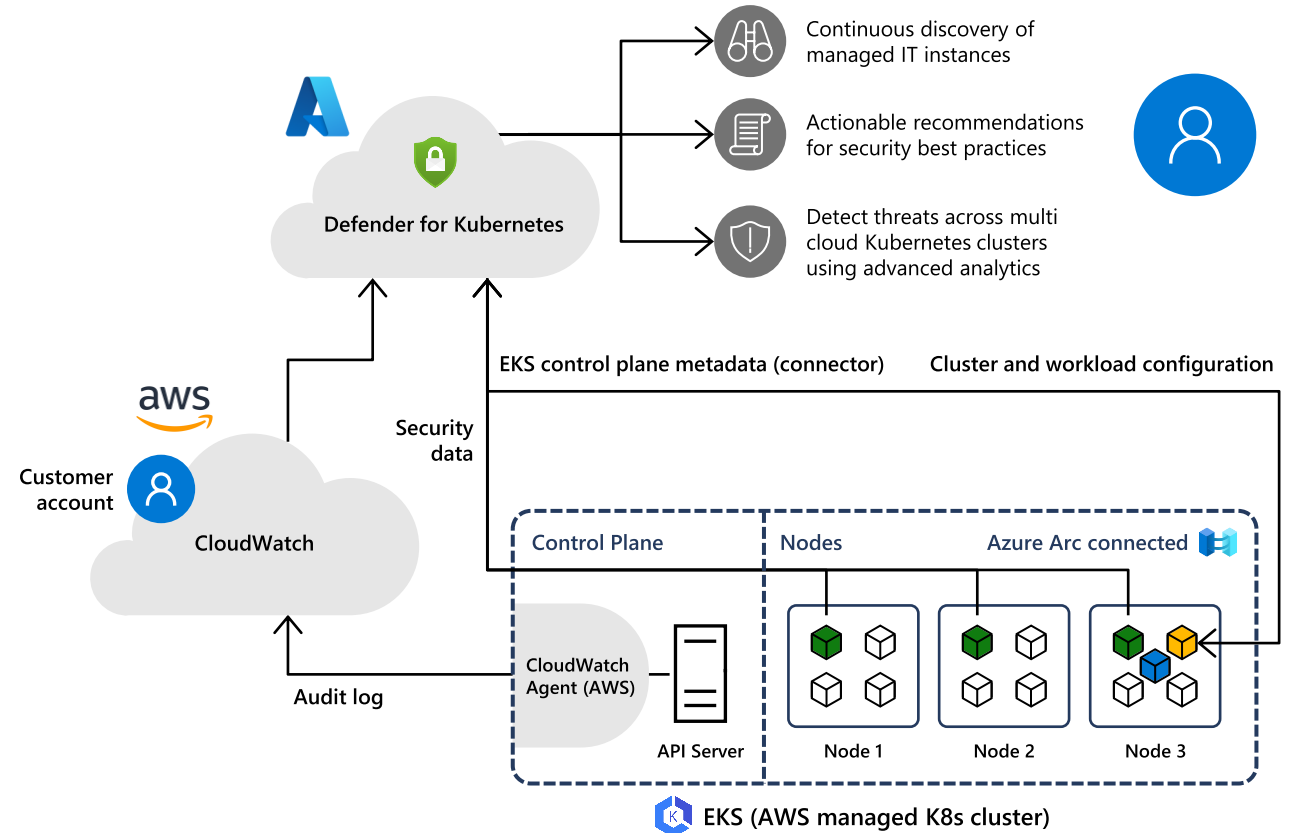 Continuous discovery of
managed IT instances
Actionable recommendations
for security best practices
Defender for Kubernetes
Detect threats across multi
cloud Kubernetes clusters
using advanced analytics
EKS control plane metadata (connector)
Cluster and workload configuration
aws
Security
data
Customer
account
CloudWatch
Control Plane
Nodes
Azure Arc connected
CloudWatch
Agent (AWS)
Audit log
API Server
Node 1
Node 2
Node 3
K
EKS (AWS managed K8s cluster)